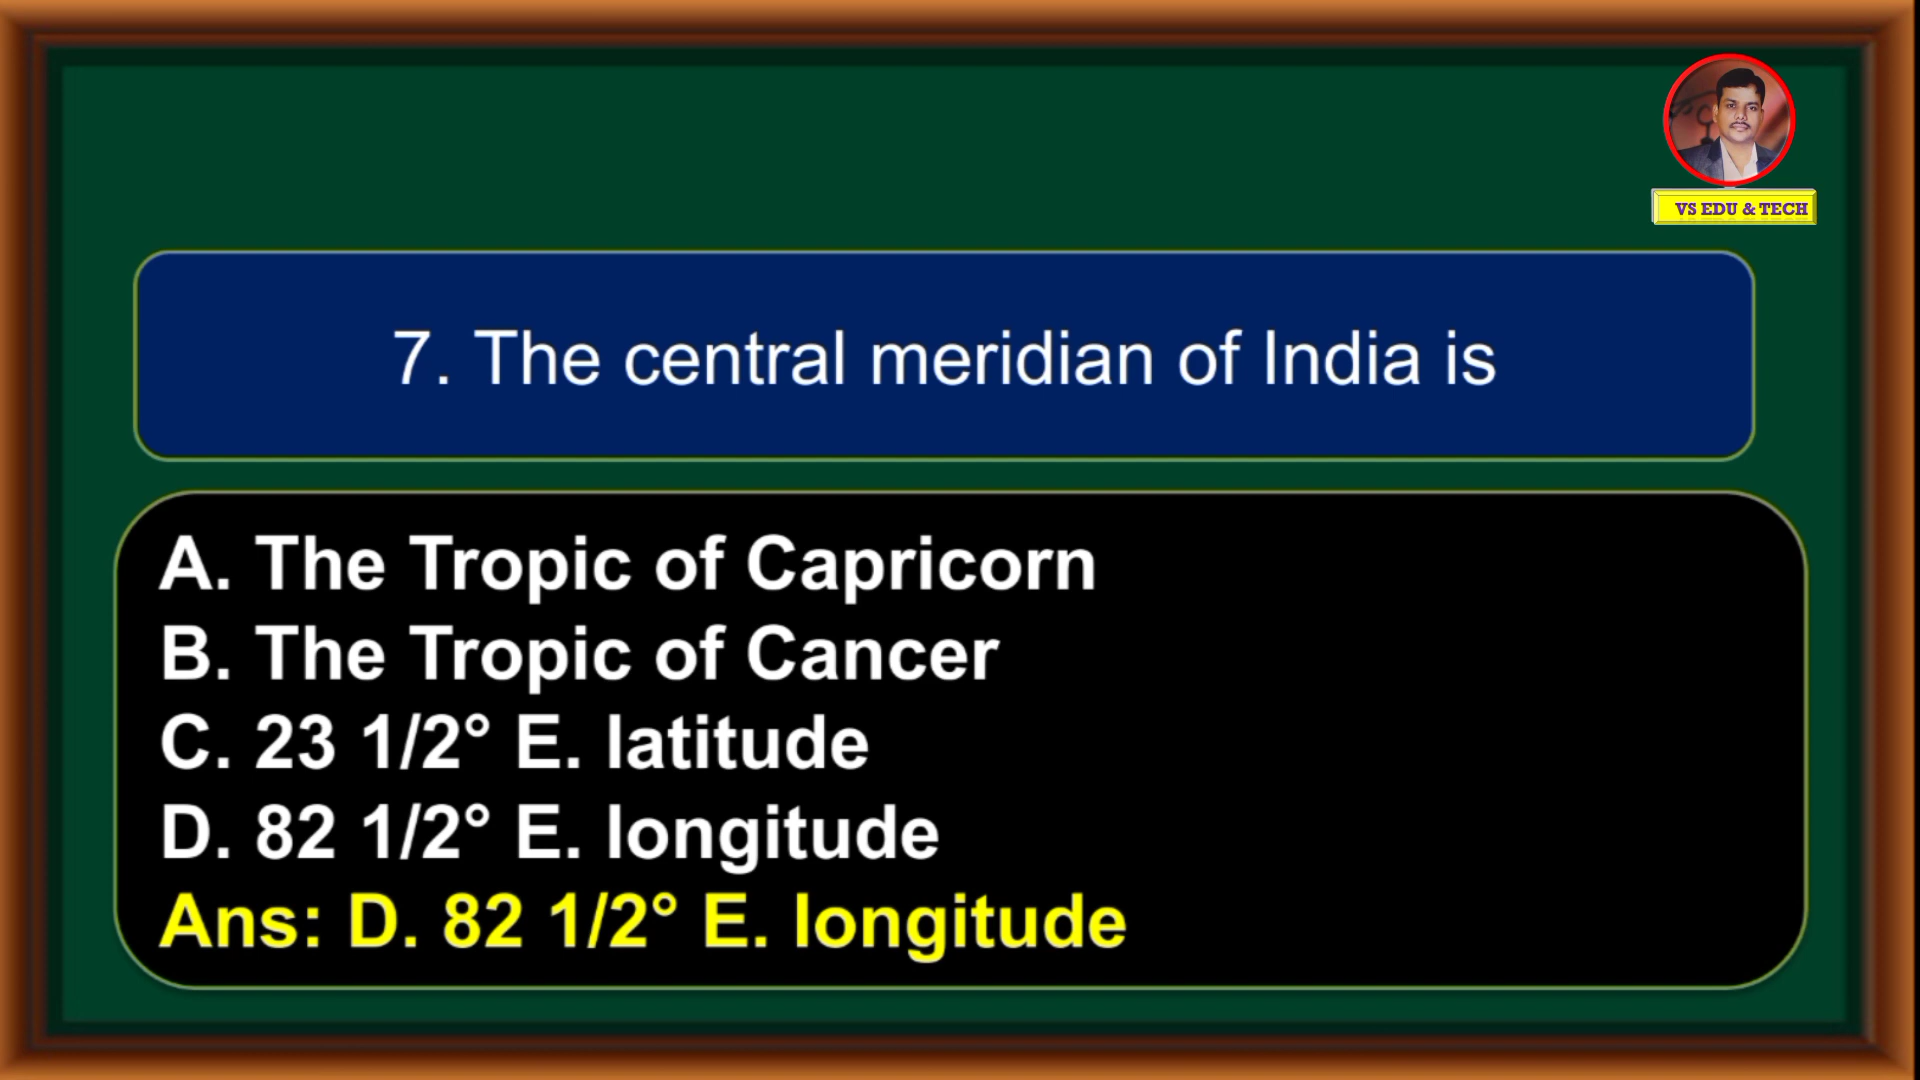 VS EDU & TECH
7. The central meridian of India is
A. The Tropic of Capricorn
B. The Tropic of Cancer
C. 23 1/2° E. latitude
D. 82 1/2° E. longitude
Ans: D. 82 1/2° E. longitude